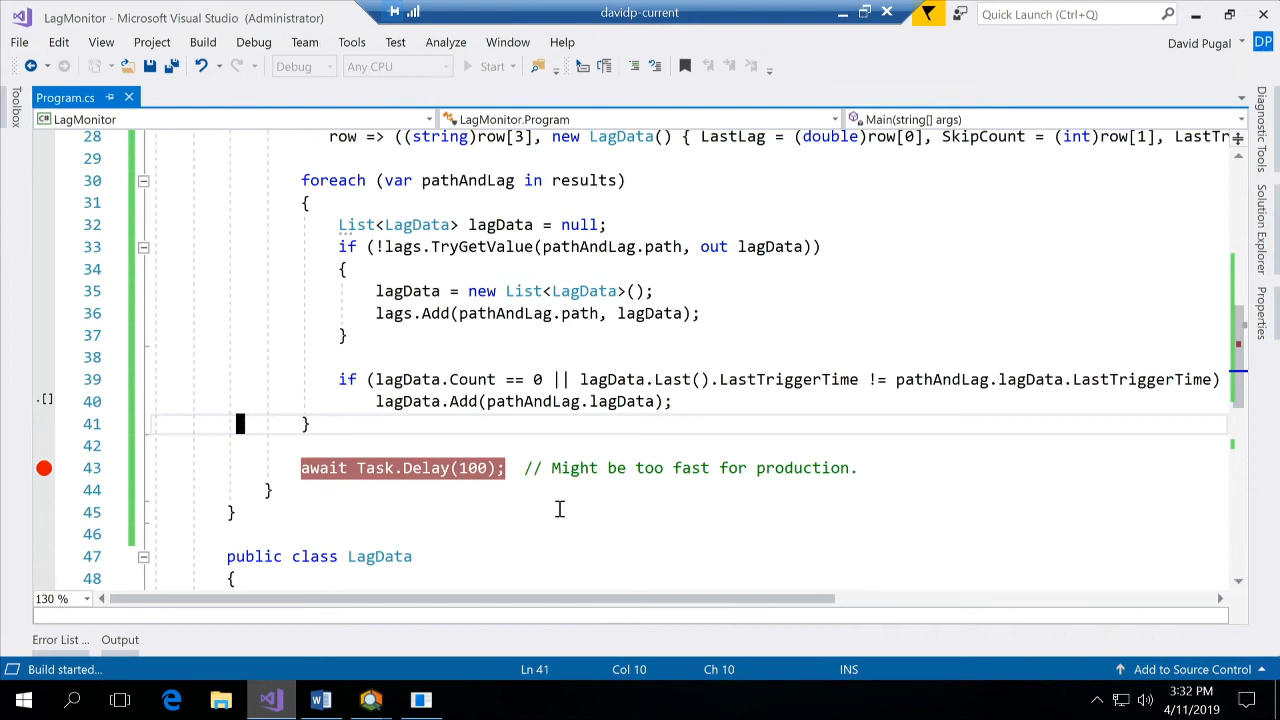 LagMonitor - Microsoft Visual Studio (Administrator)
davidp-current
Quick Launch (Ctrl+Q)
File Edit View Project Build Debug Team Tools Test Analyze Window Help
David Pugal
DP
Debug Any CPU Start
Toolbox
Program.cs
LagMonitor LagMonitor.Program Main(string[] args)
Diagnostic Tools
Solution Explorer
Properties
28 row => ((string)row[3], new LagData() { LastLag = (double)row[0], SkipCount = (int)row[1], LastTr
29
30 foreach (var pathAndLag in results)
31 {
32 List<LagData> lagData = null;
33 if (!lags.TryGetValue(pathAndLag.path, out lagData))
34 {
35 lagData = new List<LagData>();
36 lags.Add(pathAndLag.path, lagData);
37 }
38
39 if (lagData.Count == 0 || lagData.Last().LastTriggerTime != pathAndLag.lagData.LastTriggerTime)
40 lagData.Add(pathAndLag.lagData);
41 }
42
43 await Task.Delay(100); // Might be too fast for production.
44 }
45 }
46
47 public class LagData
48 {
130 %
Error List ... Output
Build started... Ln 41 Col 10 Ch 10 INS Add to Source Control
3:32 PM
4/11/2019